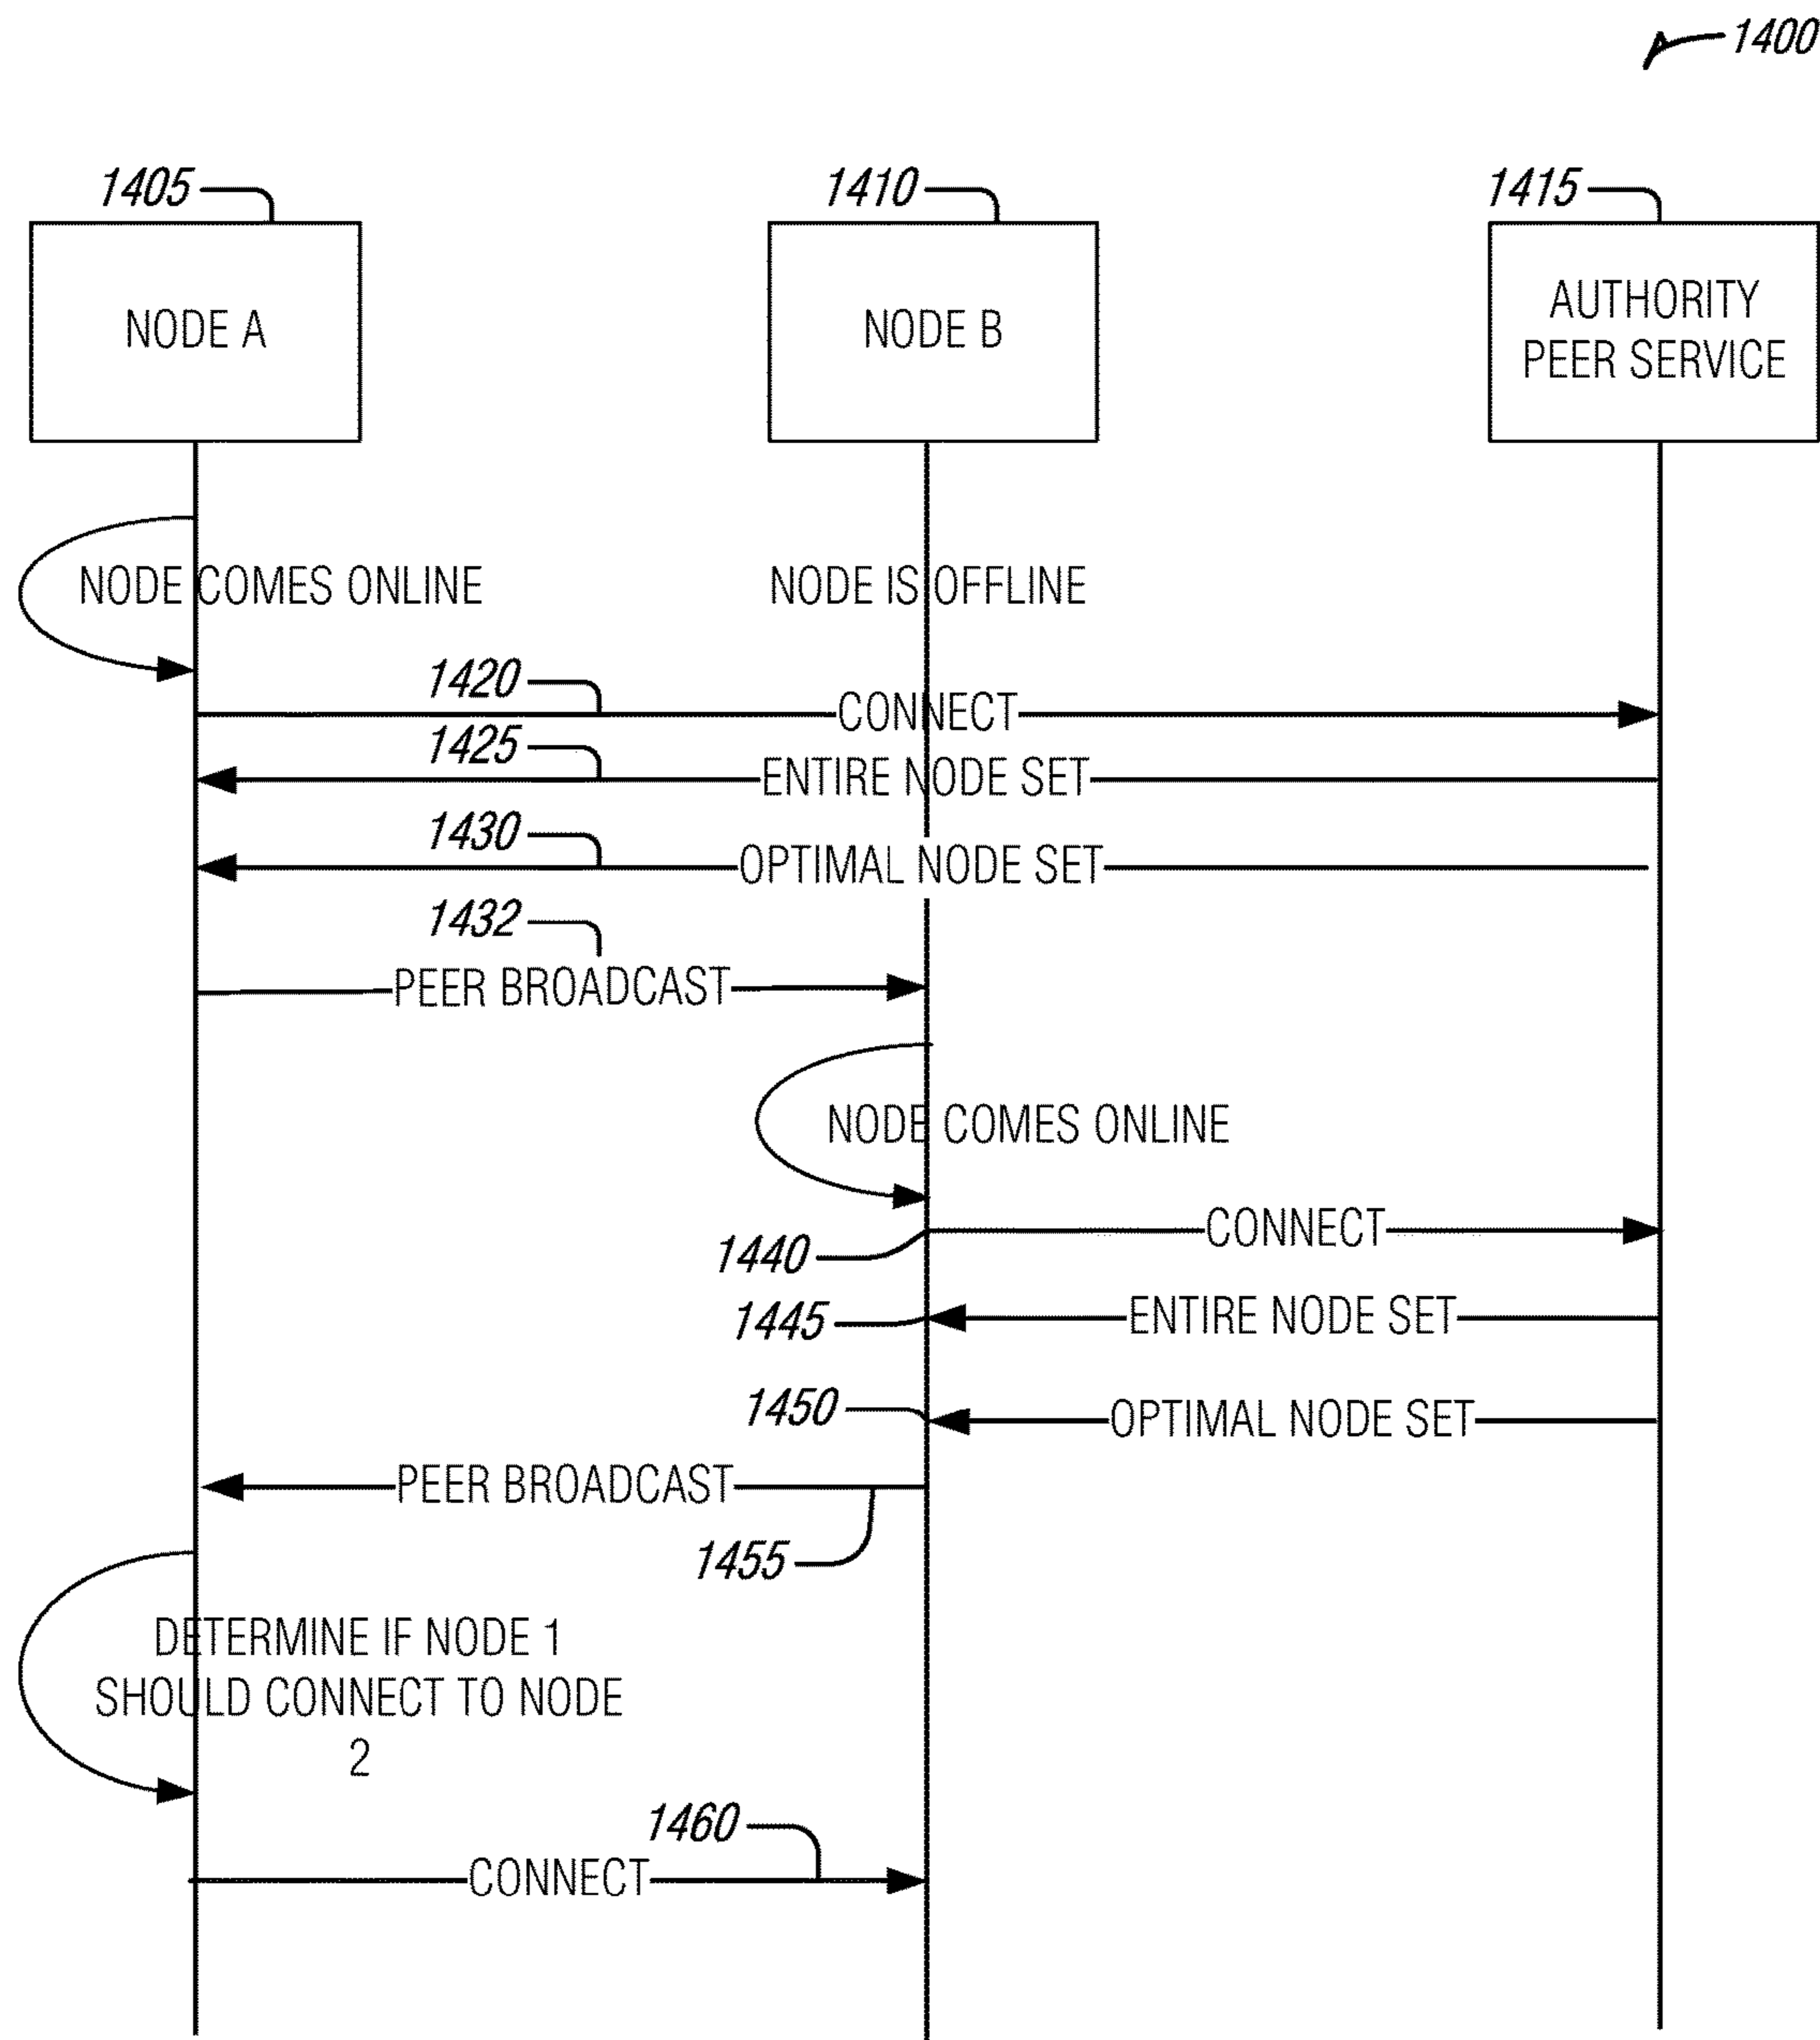 1400
1405
1410
1415
NODE A
NODE B
AUTHORITY
PEER SERVICE
NODE COMES ONLINE
NODE IS OFFLINE
1420
CONNECT
1425
ENTIRE NODE SET
1430
OPTIMAL NODE SET
1432
PEER BROADCAST
NODE COMES ONLINE
CONNECT
1440
1445
ENTIRE NODE SET
1450
OPTIMAL NODE SET
PEER BROADCAST
1455
DETERMINE IF NODE 1
SHOULD CONNECT TO NODE
2
1460
CONNECT